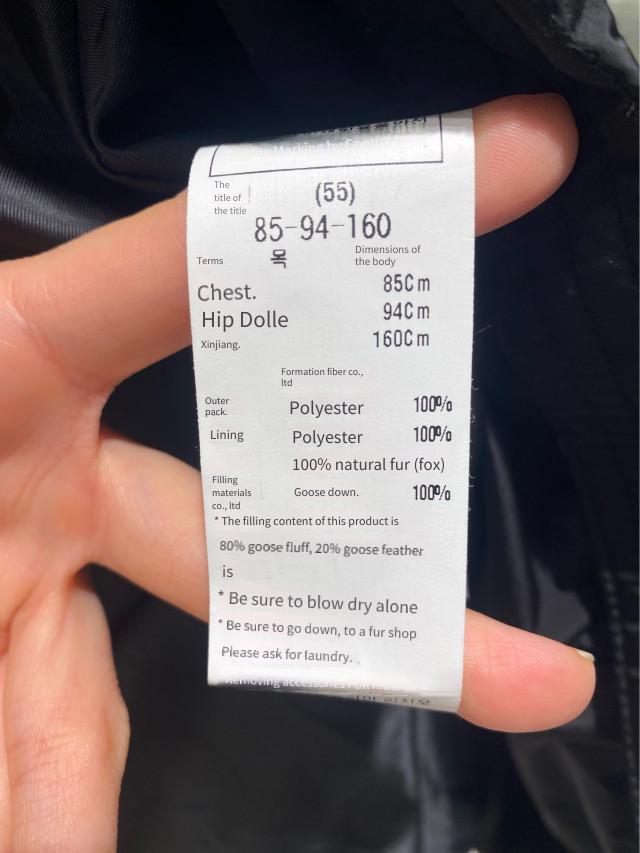 The
title of
the title
(55)
85-94-160
Terms
목
Dimensions of
the body
Chest. 85Cm
Hip Dolle 94Cm
Xinjiang. 160Cm
Formation fiber co.,
ltd
Outer
pack. Polyester 100%
Lining Polyester 100%
100% natural fur (fox)
Filling
materials
co., ltd Goose down. 100%
* The filling content of this product is
80% goose fluff, 20% goose feather
is
* Be sure to blow dry alone
* Be sure to go down, to a fur shop
Please ask for laundry.